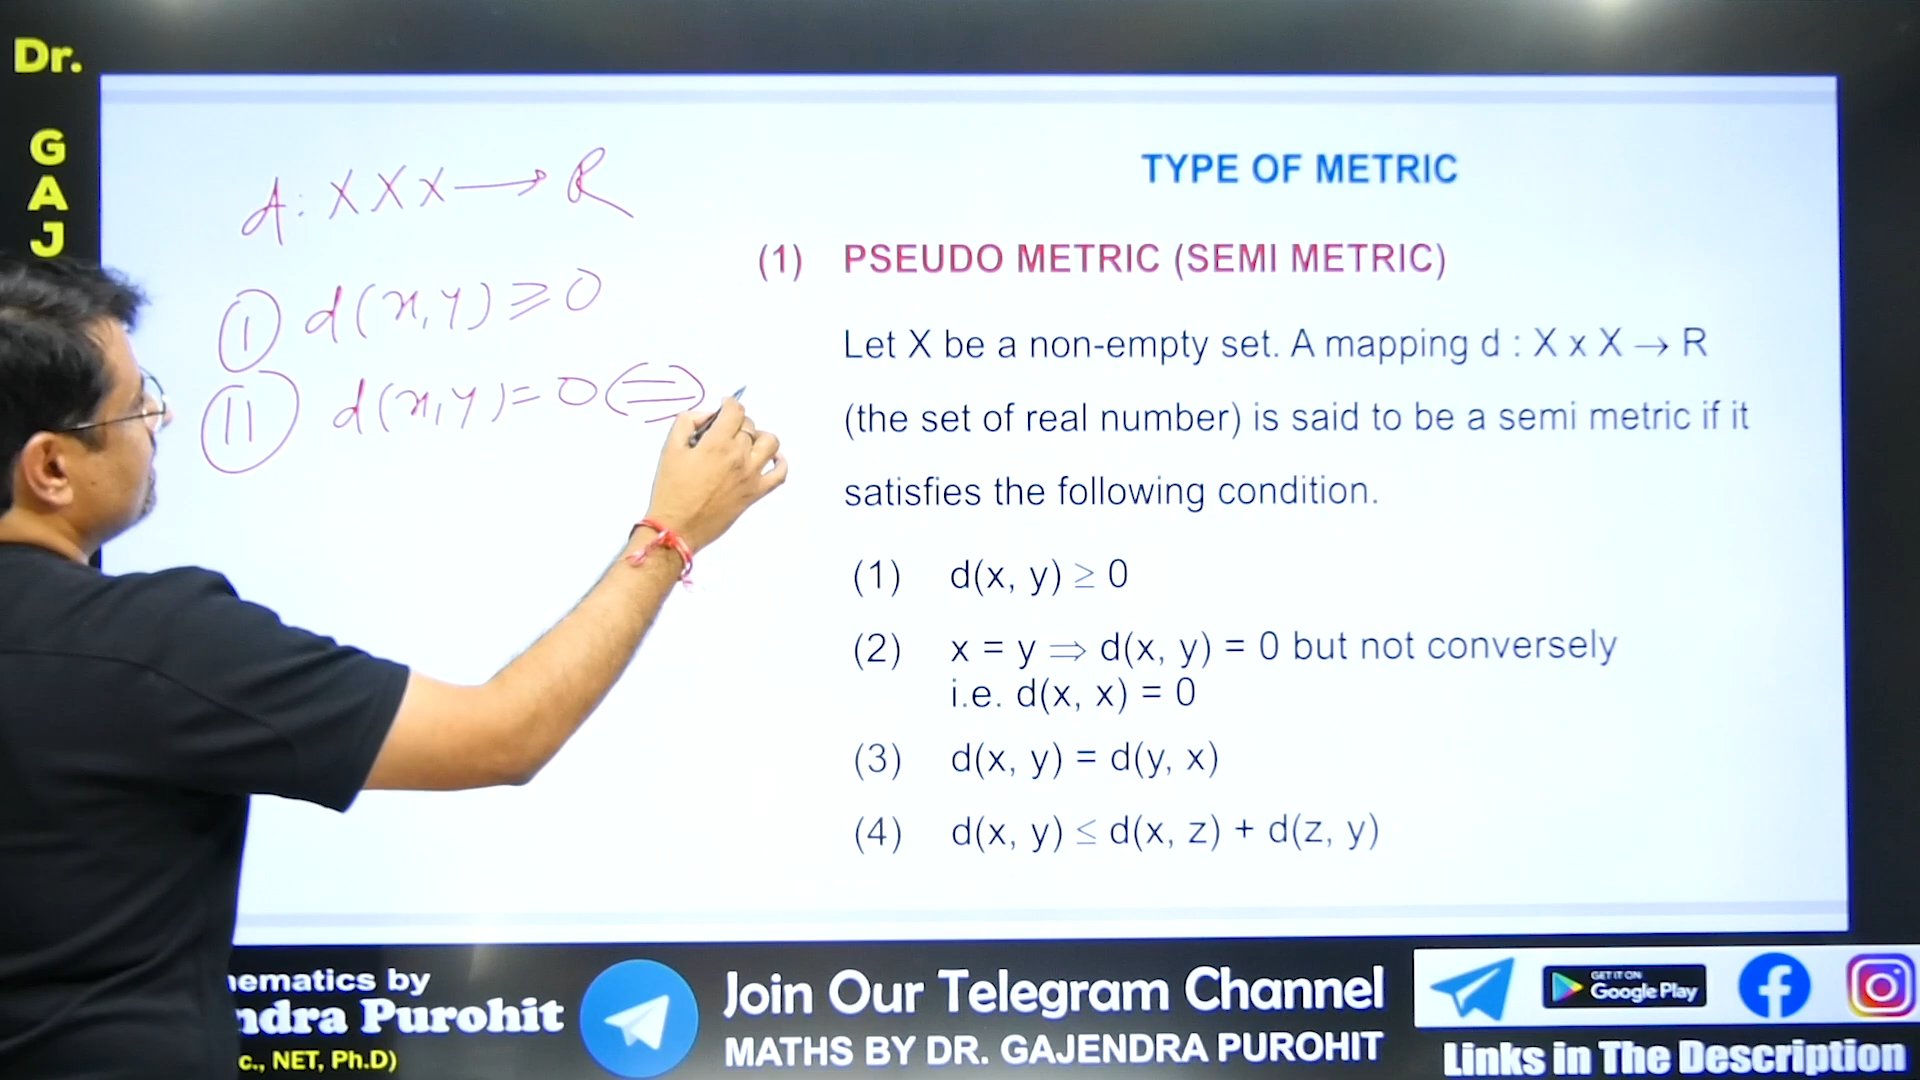 Dr.
G
A
J
d: X X X → R
(I) d(x, y) ≥ 0
(II) d(x, y) = 0 ⇔
TYPE OF METRIC
(1) PSEUDO METRIC (SEMI METRIC)
Let X be a non-empty set. A mapping d : X x X → R
(the set of real number) is said to be a semi metric if it
satisfies the following condition.
(1) d(x, y) ≥ 0
(2) x = y ⇒ d(x, y) = 0 but not conversely
i.e. d(x, x) = 0
(3) d(x, y) = d(y, x)
(4) d(x, y) ≤ d(x, z) + d(z, y)
hematics by
ndra Purohit
c., NET, Ph.D)
Join Our Telegram Channel
MATHS BY DR. GAJENDRA PUROHIT
GET IT ON
Google Play
Links in The Description